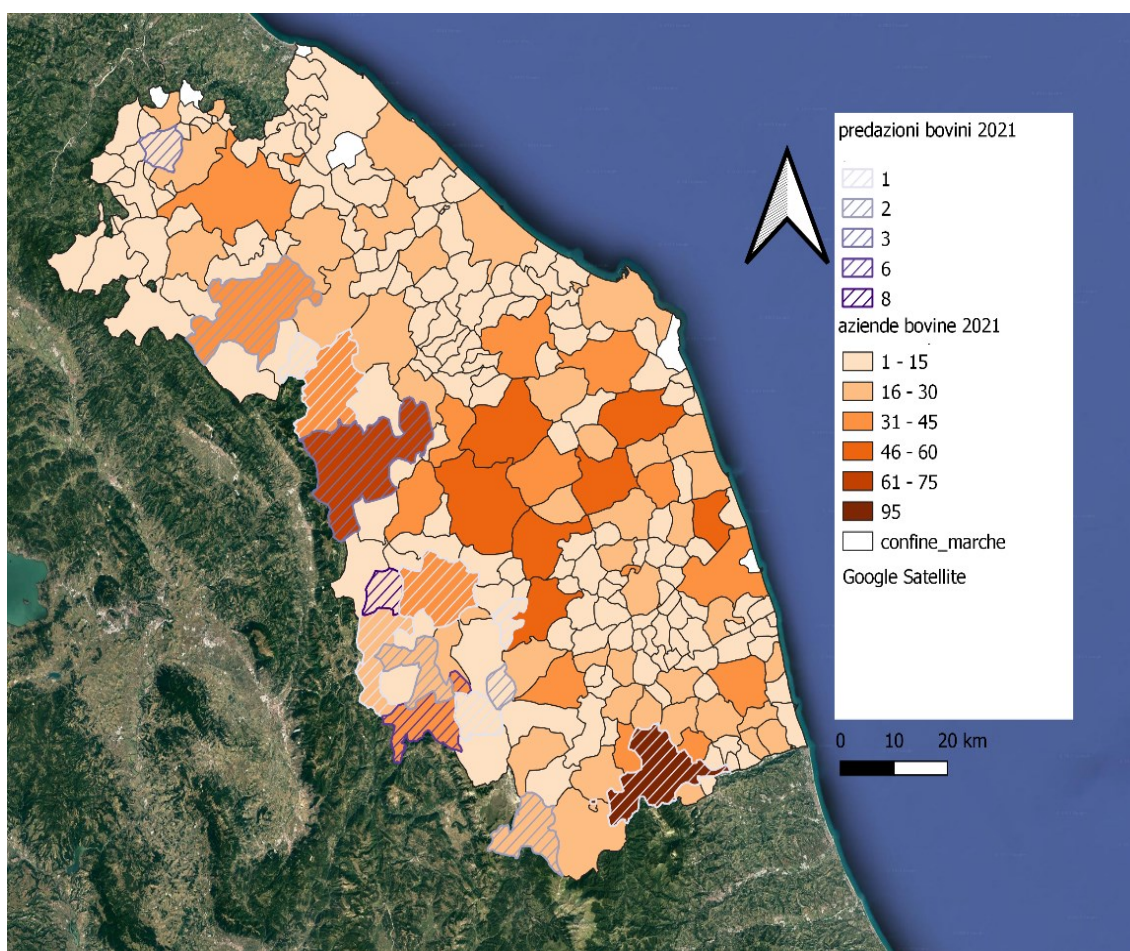 predazioni bovini 2021
1
2
3
6
8
aziende bovine 2021
1 - 15
16 - 30
31 - 45
46 - 60
61 - 75
95
confine_marche
Google Satellite
0 10 20 km